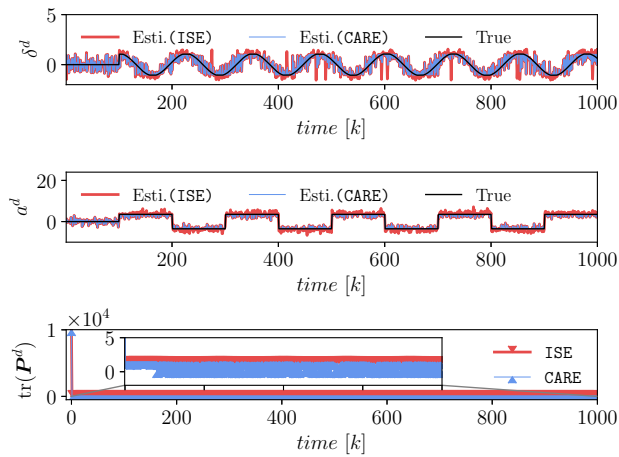 5
0
δ^d
Esti.(ISE) Esti.(CARE) True
200 400 600 800 1000
time [k]
20
0
a^d
Esti.(ISE) Esti.(CARE) True
200 400 600 800 1000
time [k]
×10^4
1
0
tr(P^d)
5
0
ISE
CARE
0 200 400 600 800 1000
time [k]